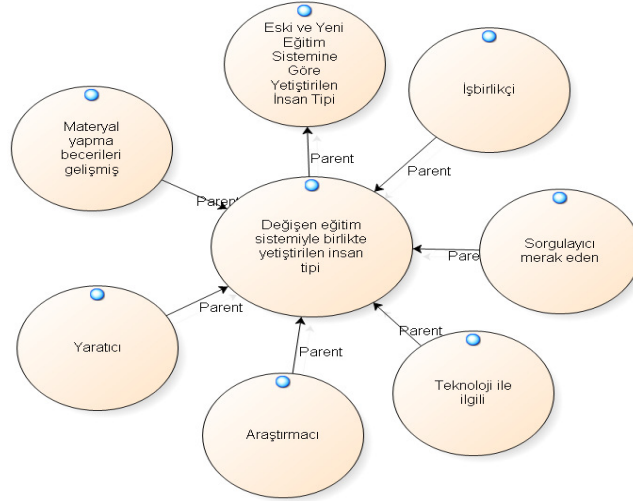 Eski ve Yeni
Eğitim
Sistemine
Göre
Yetiştirilen
İnsan Tipi
İşbirlikçi
Materyal
yapma
becerileri
gelişmiş
Parent
Parent
Parent
Değişen eğitim
sistemiyle birlikte
yetiştirilen insan
tipi
Sorgulayıcı
merak eden
Parent
Parent
Parent
Parent
Yaratıcı
Teknoloji ile
ilgili
Araştırmacı